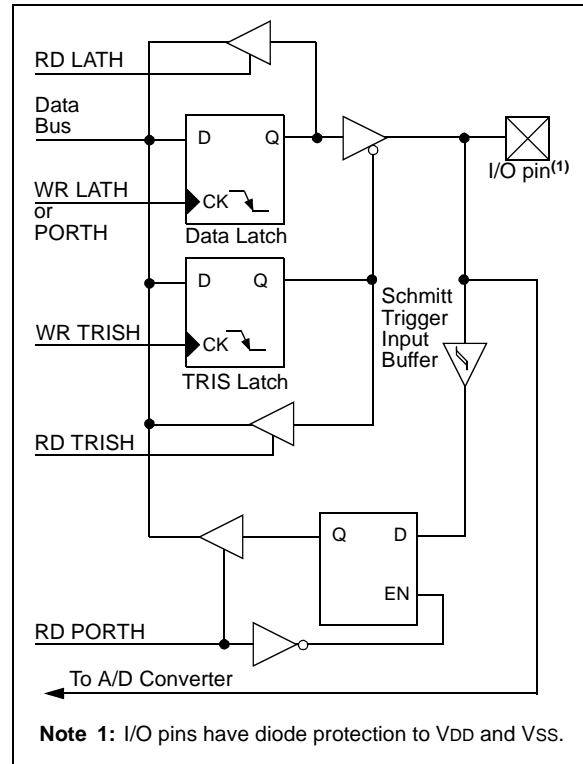 RD LATH
Data
Bus
D Q
I/O pin(1)
WR LATH
or
PORTH
CK
Data Latch
D Q
Schmitt
Trigger
Input
Buffer
WR TRISH
CK
TRIS Latch
RD TRISH
Q D
EN
RD PORTH
To A/D Converter
Note 1: I/O pins have diode protection to VDD and VSS.